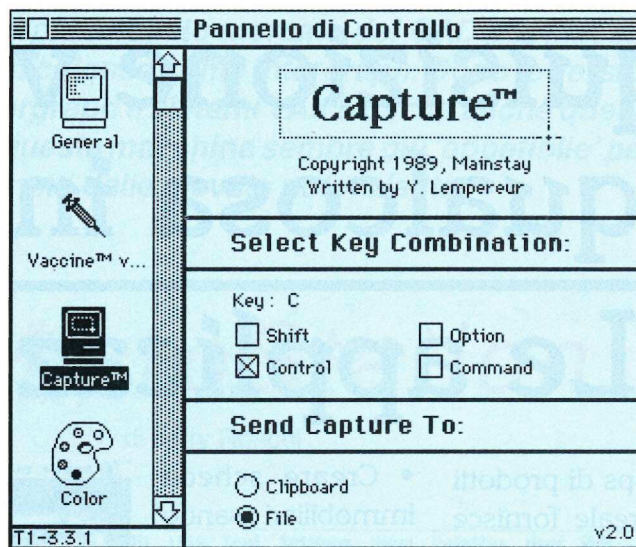 Pannello di Controllo
General
Vaccine™ v...
Capture™
Color
T1-3.3.1
Capture™
Copyright 1989, Mainstay
Written by Y. Lempereur
Select Key Combination:
Key: C
Shift
Option
Control
Command
Send Capture To:
Clipboard
File
v2.0